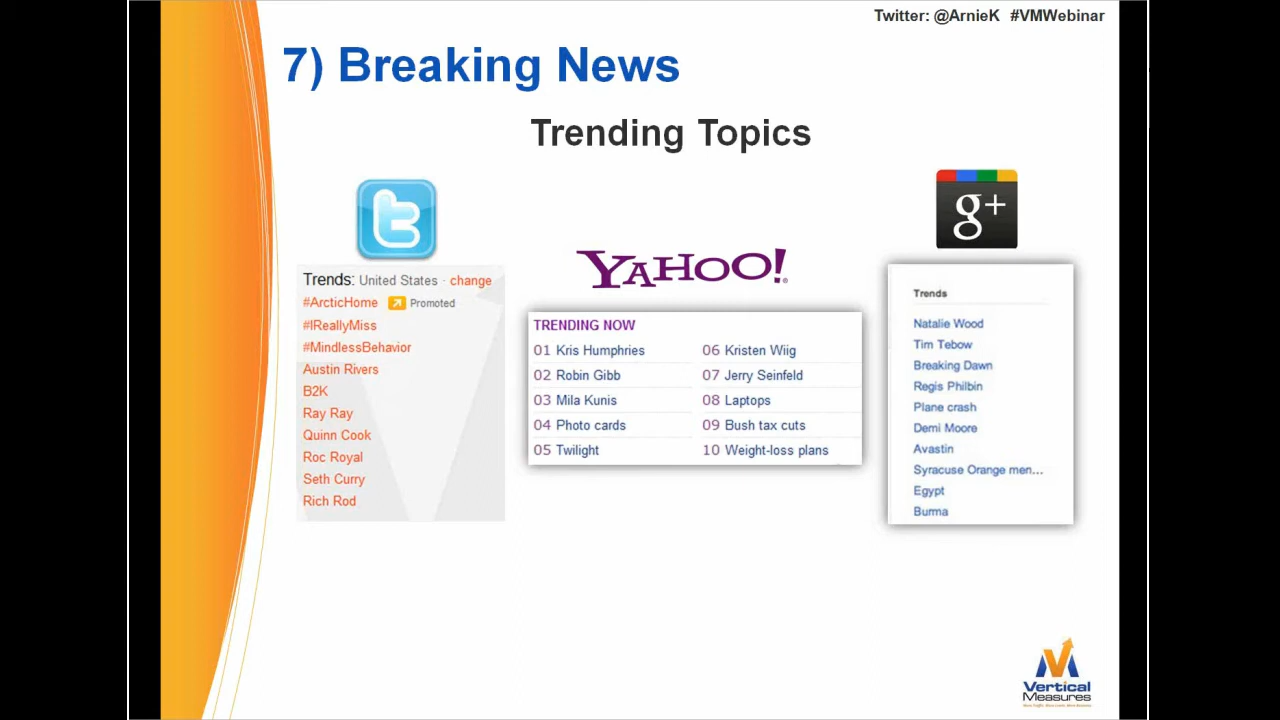 Twitter: @ArnieK #VMWebinar
7) Breaking News
Trending Topics
Trends: United States · change
#ArcticHome Promoted
#IReallyMiss
#MindlessBehavior
Austin Rivers
B2K
Ray Ray
Quinn Cook
Roc Royal
Seth Curry
Rich Rod
YAHOO!
TRENDING NOW
01 Kris Humphries
02 Robin Gibb
03 Mila Kunis
04 Photo cards
05 Twilight
06 Kristen Wiig
07 Jerry Seinfeld
08 Laptops
09 Bush tax cuts
10 Weight-loss plans
g+
Trends
Natalie Wood
Tim Tebow
Breaking Dawn
Regis Philbin
Plane crash
Demi Moore
Avastin
Syracuse Orange men...
Egypt
Burma
Vertical
Measures